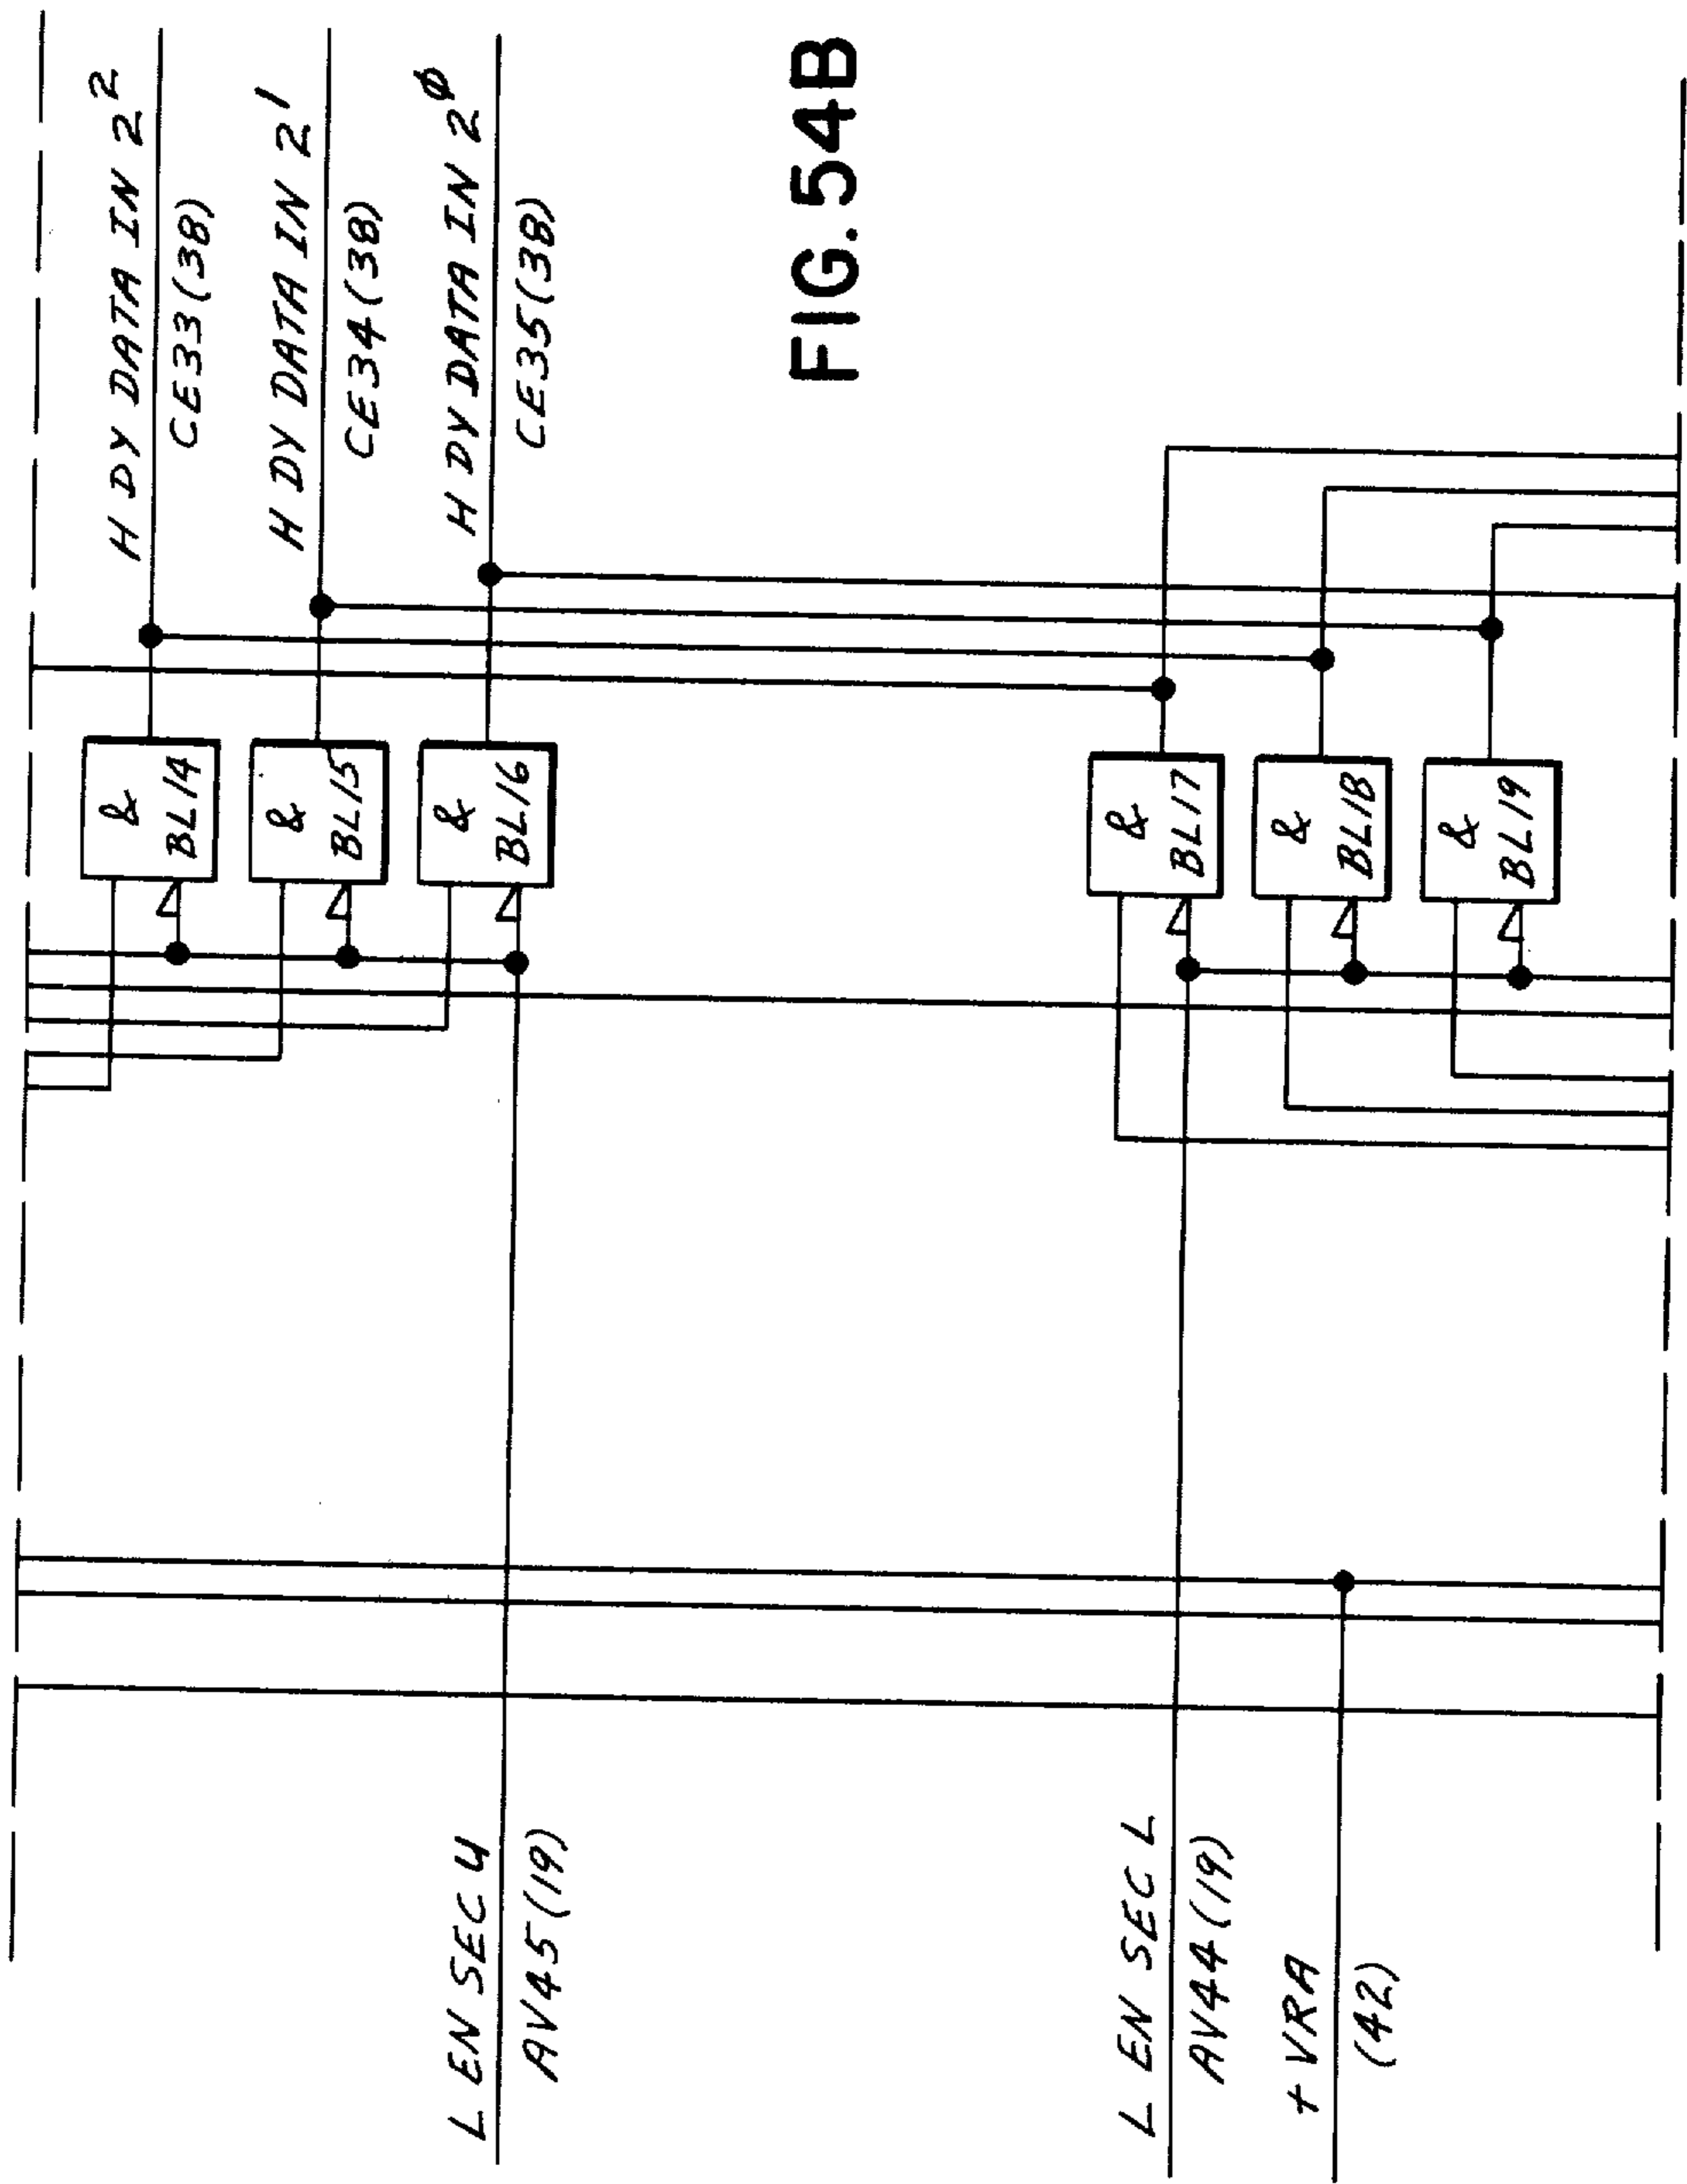 H DY DATA IN 2²
CE33(38)
H DY DATA IN 2¹
CE34(38)
H DY DATA IN 2^ø
CE35(38)
&
BL14
&
BL15
&
BL16
L EN SEC U
AV45(19)
&
BL17
&
BL18
&
BL19
L EN SEC L
AV44(19)
+ VRA
(42)
FIG. 54B